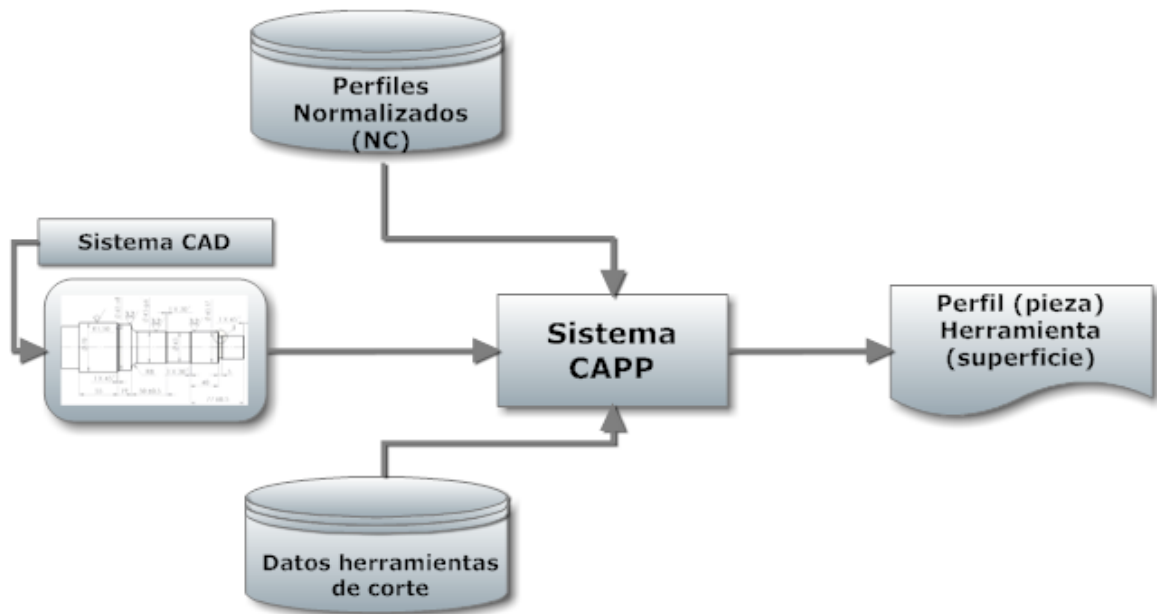 Perfiles
Normalizados
(NC)
Sistema CAD
Sistema
CAPP
Perfil (pieza)
Herramienta
(superficie)
Datos herramientas
de corte